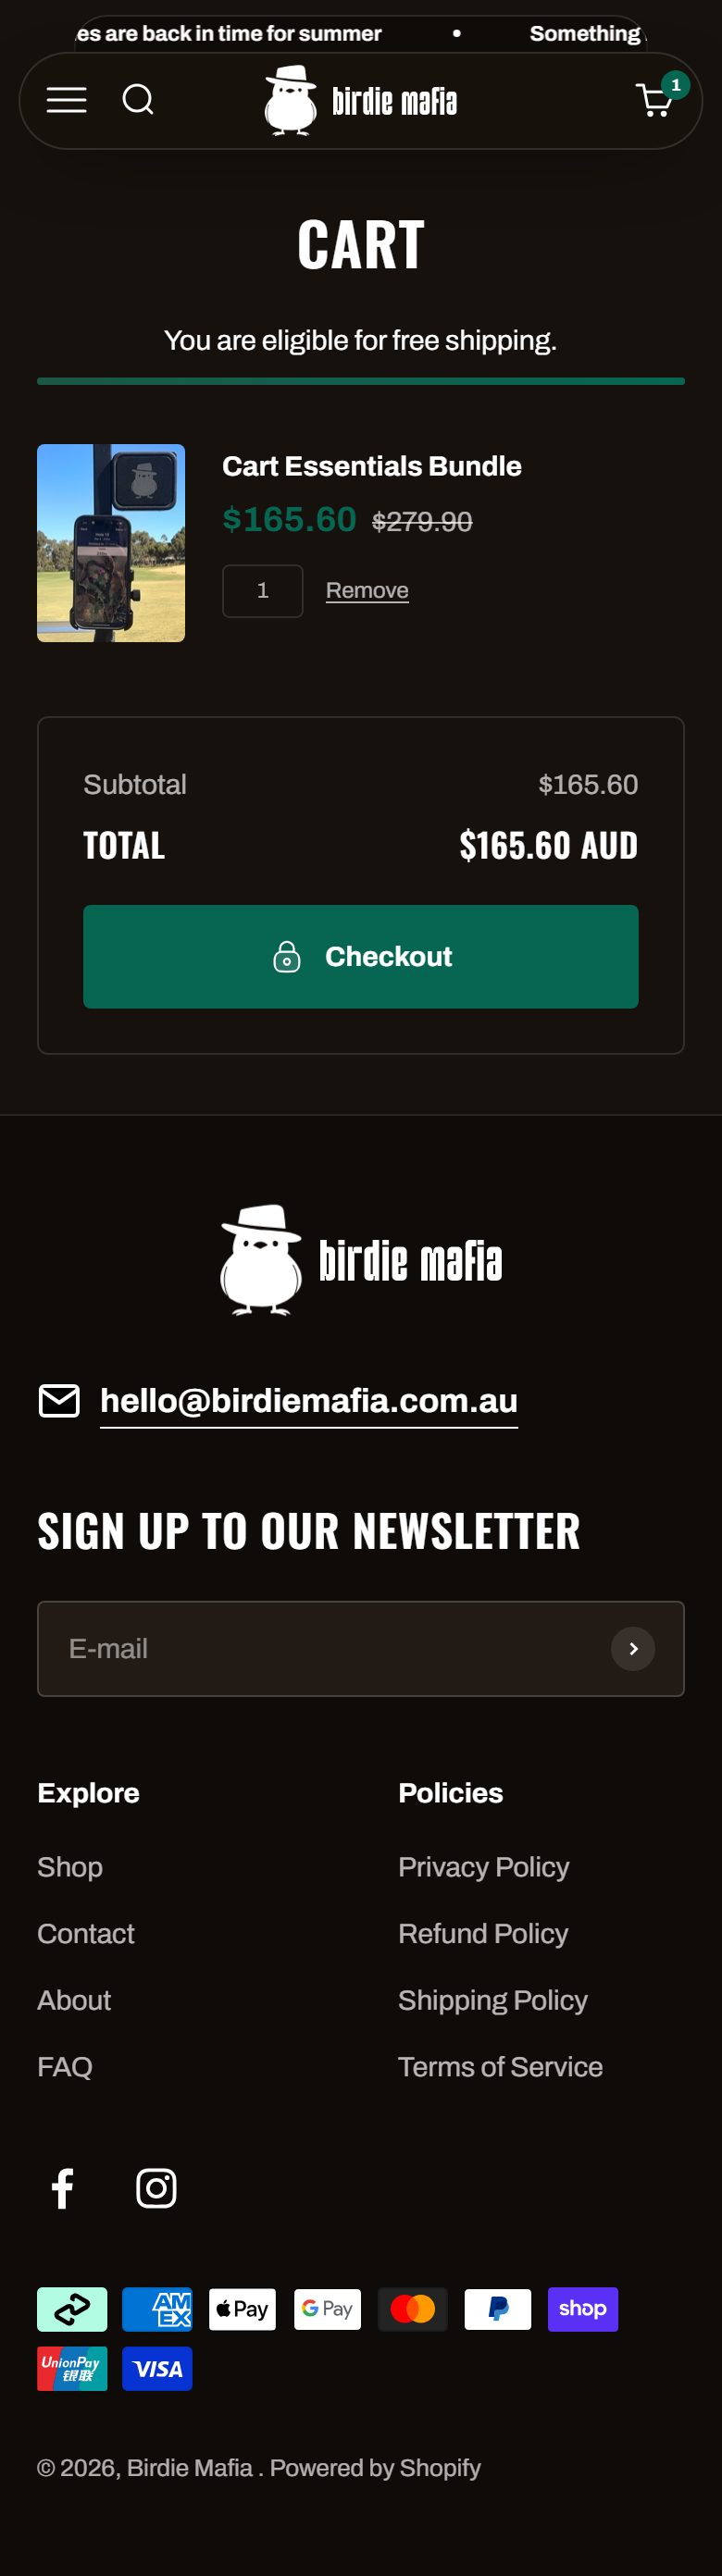 es are back in time for summer • Something
birdie mafia
1
CART
You are eligible for free shipping.
Cart Essentials Bundle
$165.60 $279.90
1 Remove
Subtotal $165.60
TOTAL $165.60 AUD
Checkout
birdie mafia
hello@birdiemafia.com.au
SIGN UP TO OUR NEWSLETTER
E-mail
Explore Policies
Shop Privacy Policy
Contact Refund Policy
About Shipping Policy
FAQ Terms of Service
AMEX Pay G Pay PayPal shop
UnionPay 银联 VISA
© 2026, Birdie Mafia . Powered by Shopify